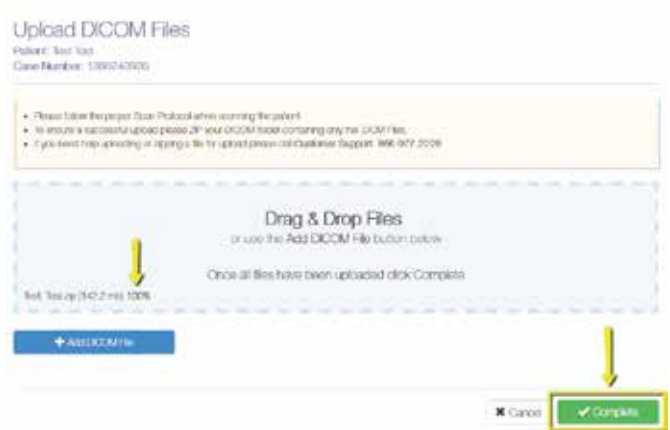 Upload DICOM Files
Patient: Test Test
Case Number:
• Please follow the proper Scan Protocol when scanning the patient
• To ensure a successful upload please ZIP your DICOM folder containing only the DICOM files.
• If you need help uploading or zipping a file for upload please call Customer Support:
Drag & Drop Files
or use the Add DICOM File button below
Once all files have been uploaded click Complete
Test Test.zip (142.2 mb) 100%
Add DICOM File
Cancel
Complete